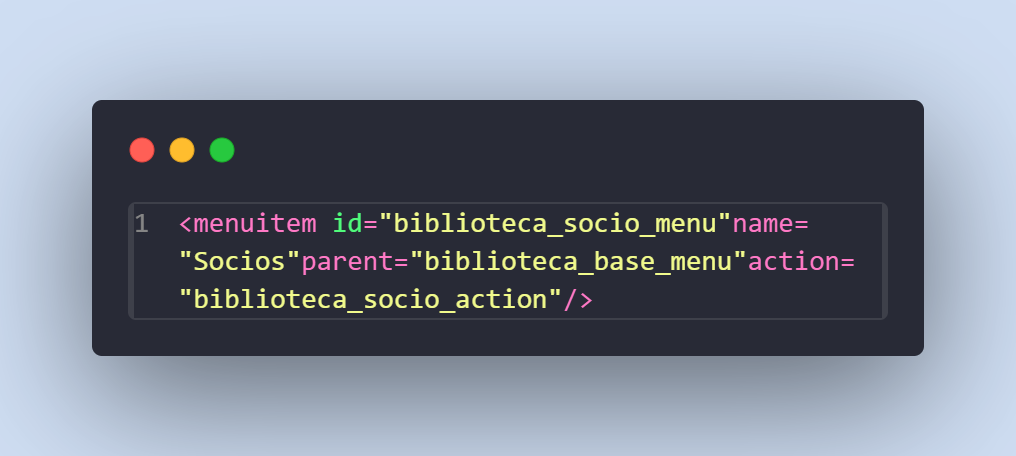 1 <menuitem id="biblioteca_socio_menu"name=
"Socios"parent="biblioteca_base_menu"action=
"biblioteca_socio_action"/>